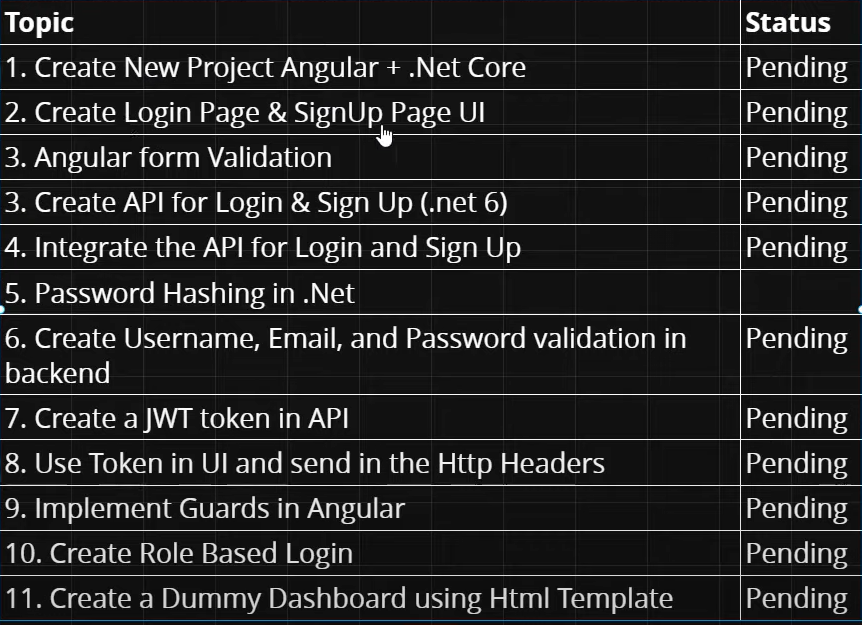 Topic Status
1. Create New Project Angular + .Net Core Pending
2. Create Login Page & SignUp Page UI Pending
3. Angular form Validation Pending
3. Create API for Login & Sign Up (.net 6) Pending
4. Integrate the API for Login and Sign Up Pending
5. Password Hashing in .Net
6. Create Username, Email, and Password validation in Pending
backend
7. Create a JWT token in API Pending
8. Use Token in UI and send in the Http Headers Pending
9. Implement Guards in Angular Pending
10. Create Role Based Login Pending
11. Create a Dummy Dashboard using Html Template Pending